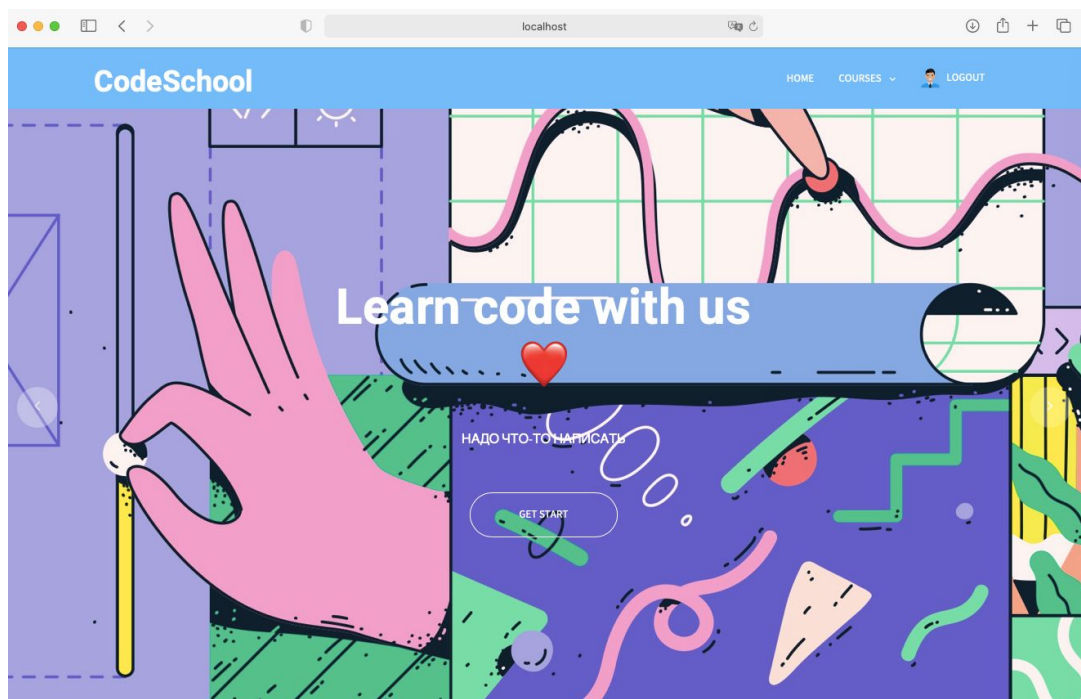 localhost
CodeSchool
HOME COURSES LOGOUT
Learn code with us
❤️
НАДО ЧТО-ТО НАПИСАТЬ
GET START